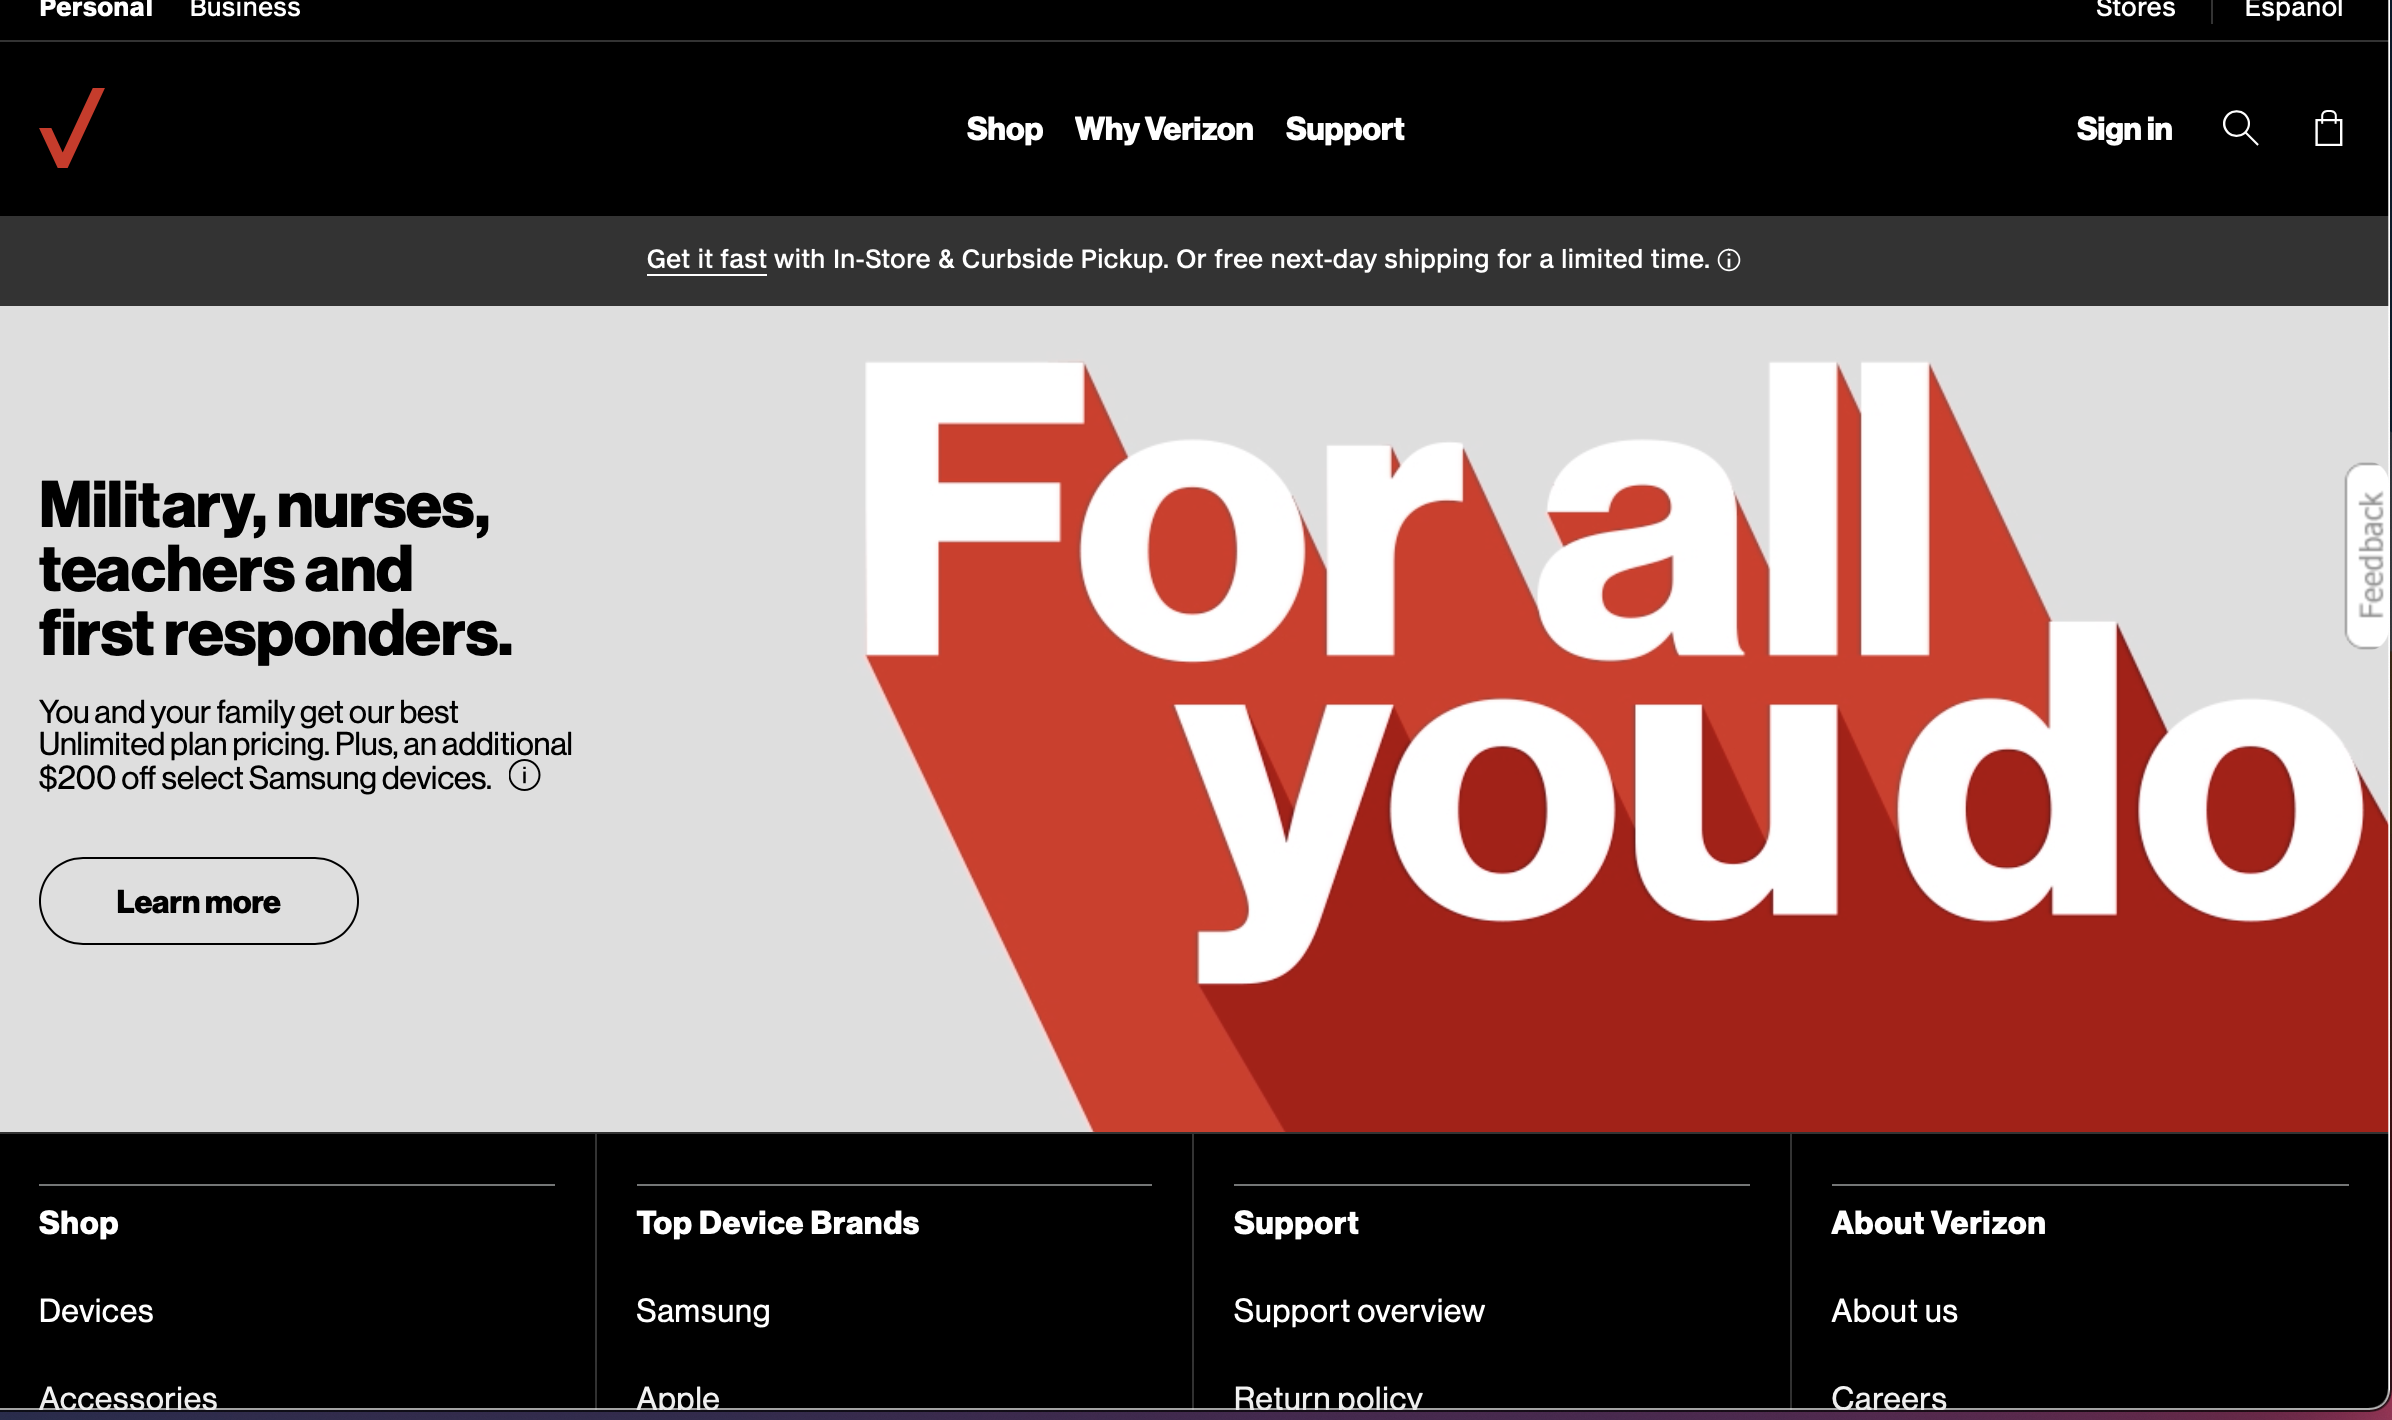 Personal Business Stores Espanol
Shop Why Verizon Support Sign in
Get it fast with In-Store & Curbside Pickup. Or free next-day shipping for a limited time.
Military, nurses,
teachers and
first responders.
You and your family get our best
Unlimited plan pricing. Plus, an additional
$200 off select Samsung devices.
Learn more
For all
you do
Feedback
Shop
Devices
Accessories
Top Device Brands
Samsung
Apple
Support
Support overview
Return policy
About Verizon
About us
Careers